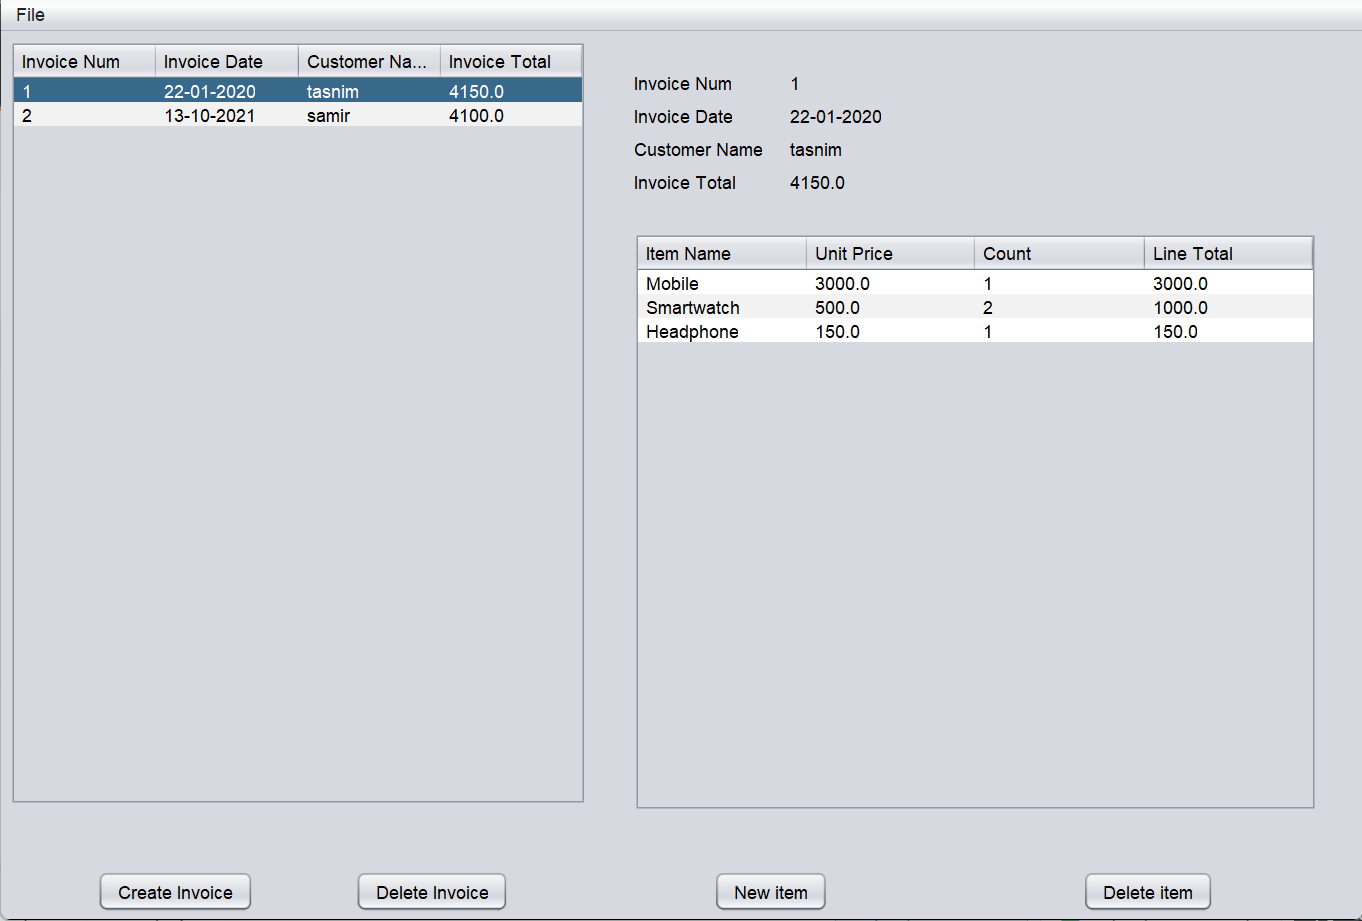 File
Invoice Num Invoice Date Customer Na... Invoice Total
1 22-01-2020 tasnim 4150.0
2 13-10-2021 samir 4100.0
Invoice Num 1
Invoice Date 22-01-2020
Customer Name tasnim
Invoice Total 4150.0
Item Name Unit Price Count Line Total
Mobile 3000.0 1 3000.0
Smartwatch 500.0 2 1000.0
Headphone 150.0 1 150.0
Create Invoice Delete Invoice New item Delete item